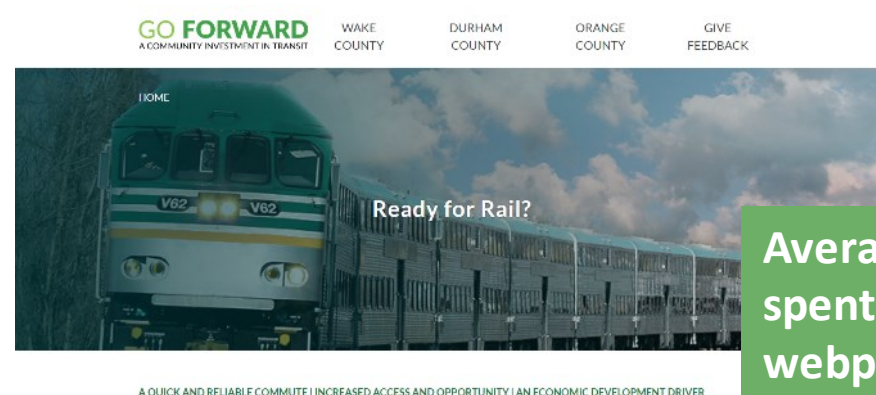 GO FORWARD
A COMMUNITY INVESTMENT IN TRANSIT
WAKE
COUNTY
DURHAM
COUNTY
ORANGE
COUNTY
GIVE
FEEDBACK
HOME
V62 V62
Ready for Rail?
Avera
spent
webp
A QUICK AND RELIABLE COMMUTE | INCREASED ACCESS AND OPPORTUNITY | AN ECONOMIC DEVELOPMENT DRIVER